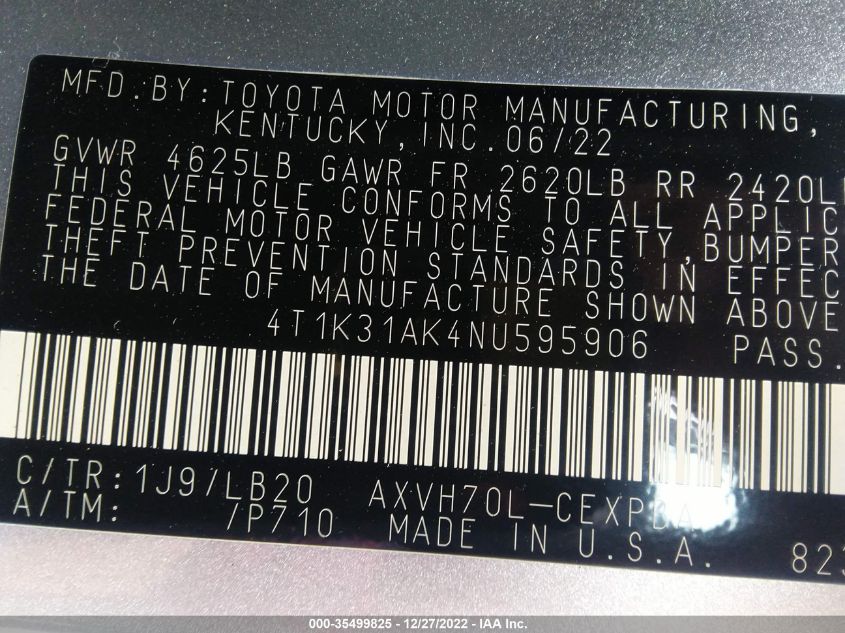 MFD.BY: TOYOTA MOTOR MANUFACTURING,
KENTUCKY, INC. 06/22
GVWR 4625LB GAWR FR 2620LB RR 2420L
THIS VEHICLE CONFORMS TO ALL APPLIC
FEDERAL MOTOR VEHICLE SAFETY, BUMPER
THEFT PREVENTION STANDARDS IN EFFEC
THE DATE OF MANUFACTURE SHOWN ABOVE
4T1K31AK4NU595906 PASS.
C/TR: 1J9/LB20 AXVH70L-CEXP
A/TM: /P710 MADE IN U.S.A. 823
000-35499825 - 12/27/2022 - IAA Inc.